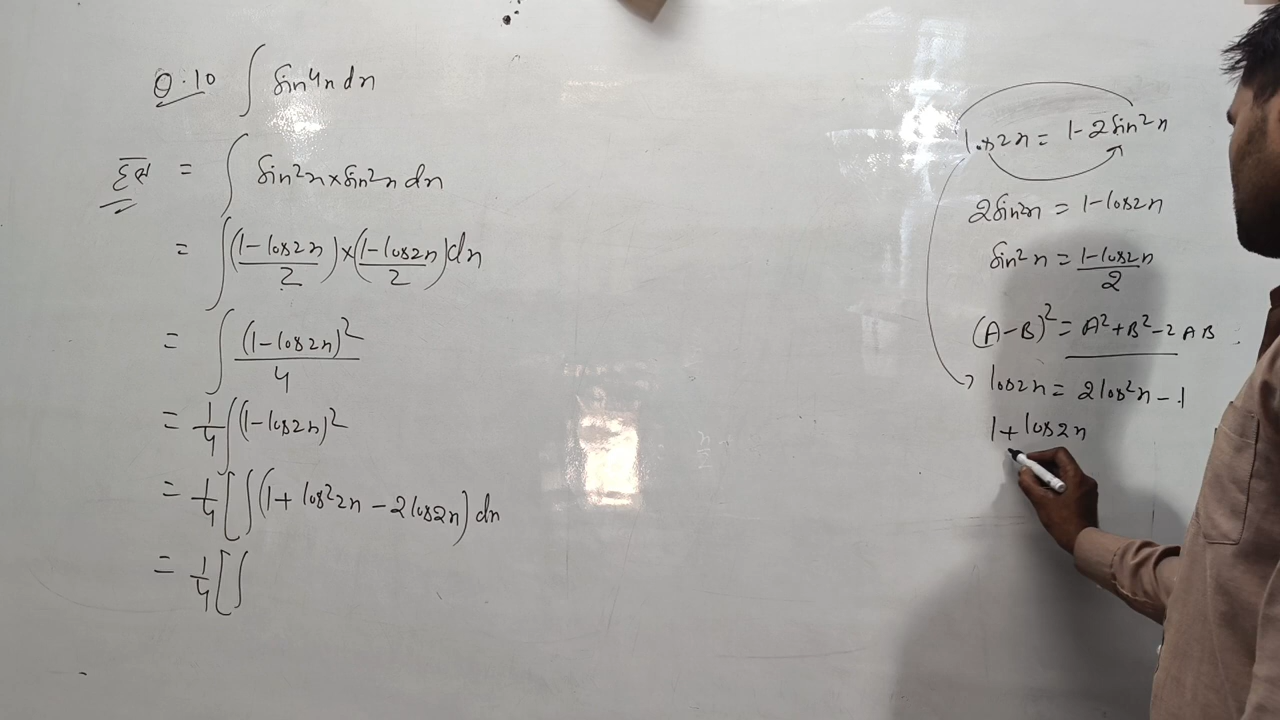 Q.10 ∫ sin⁴x dx
हल = ∫ sin²x × sin²x dx
= ∫ (1-cos2x/2) × (1-cos2x/2) dx
= ∫ (1-cos2x)²/4
= 1/4 ∫ (1-cos2x)²
= 1/4 [ ∫ (1 + cos²2x - 2cos2x) dx
= 1/4 [ ∫
cos2x = 1-2sin²x
2sin²x = 1-cos2x
sin²x = 1-cos2x/2
(A-B)² = A²+B²-2AB
cos2x = 2cos²x - 1
1 + cos2x